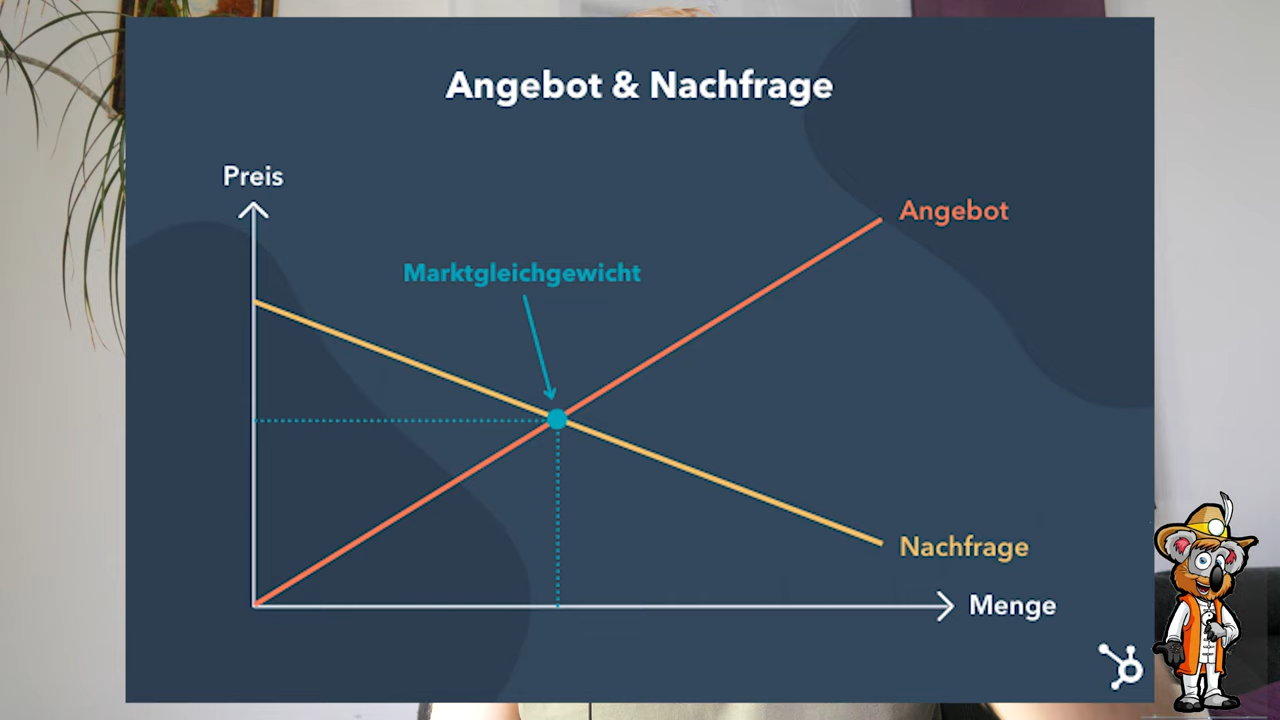 Angebot & Nachfrage
Preis
Angebot
Marktgleichgewicht
Nachfrage
Menge